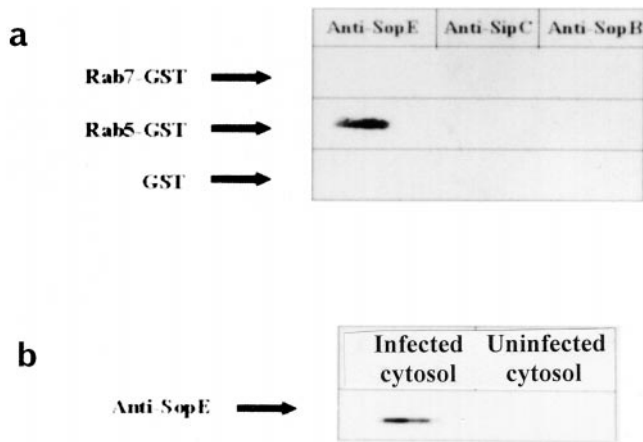 a
Anti-SopE Anti-SipC Anti-SopB
Rab7-GST
Rab5-GST
GST
b
Infected cytosol Uninfected cytosol
Anti-SopE